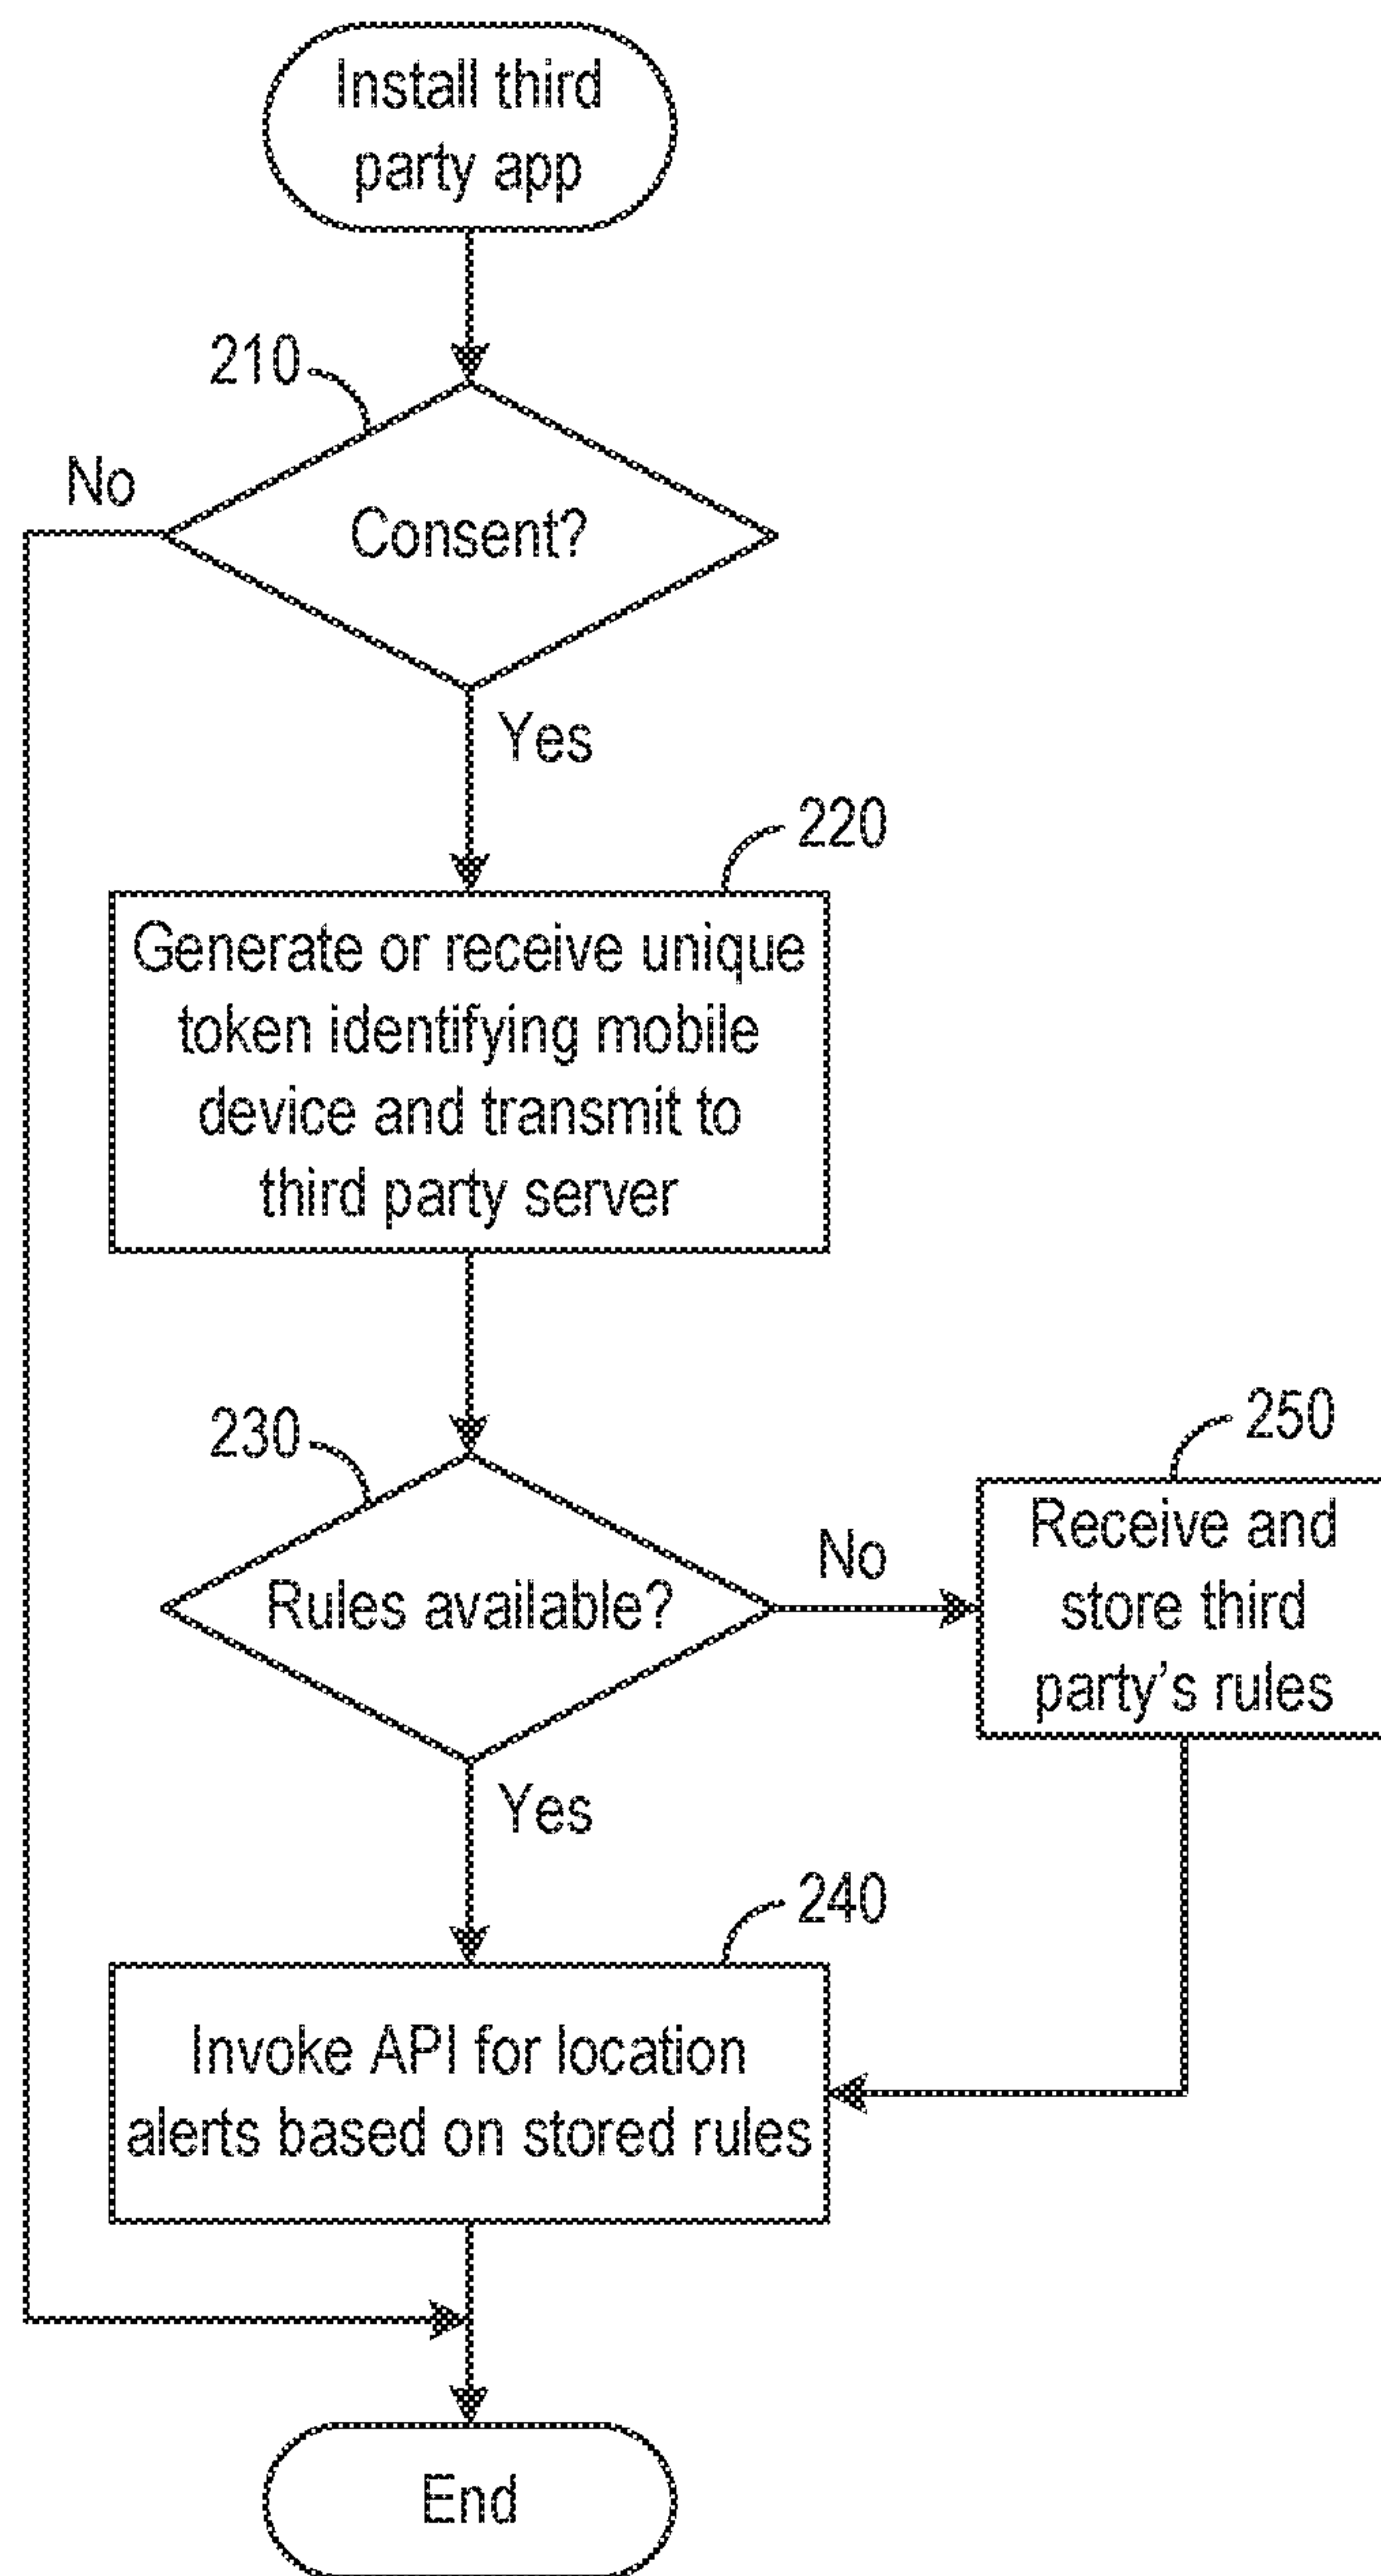 Install third
party app
210
No
Consent?
Yes
220
Generate or receive unique
token identifying mobile
device and transmit to
third party server
230
Rules available?
No
250
Receive and
store third
party's rules
Yes
240
Invoke API for location
alerts based on stored rules
End